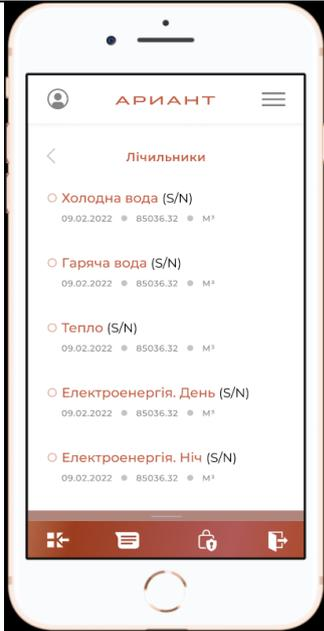 АРИАНТ
Лічильники
Холодна вода (S/N)
09.02.2022 85036.32 М³
Гаряча вода (S/N)
09.02.2022 85036.32 М³
Тепло (S/N)
09.02.2022 85036.32 М³
Електроенергія. День (S/N)
09.02.2022 85036.32 М³
Електроенергія. Ніч (S/N)
09.02.2022 85036.32 М³